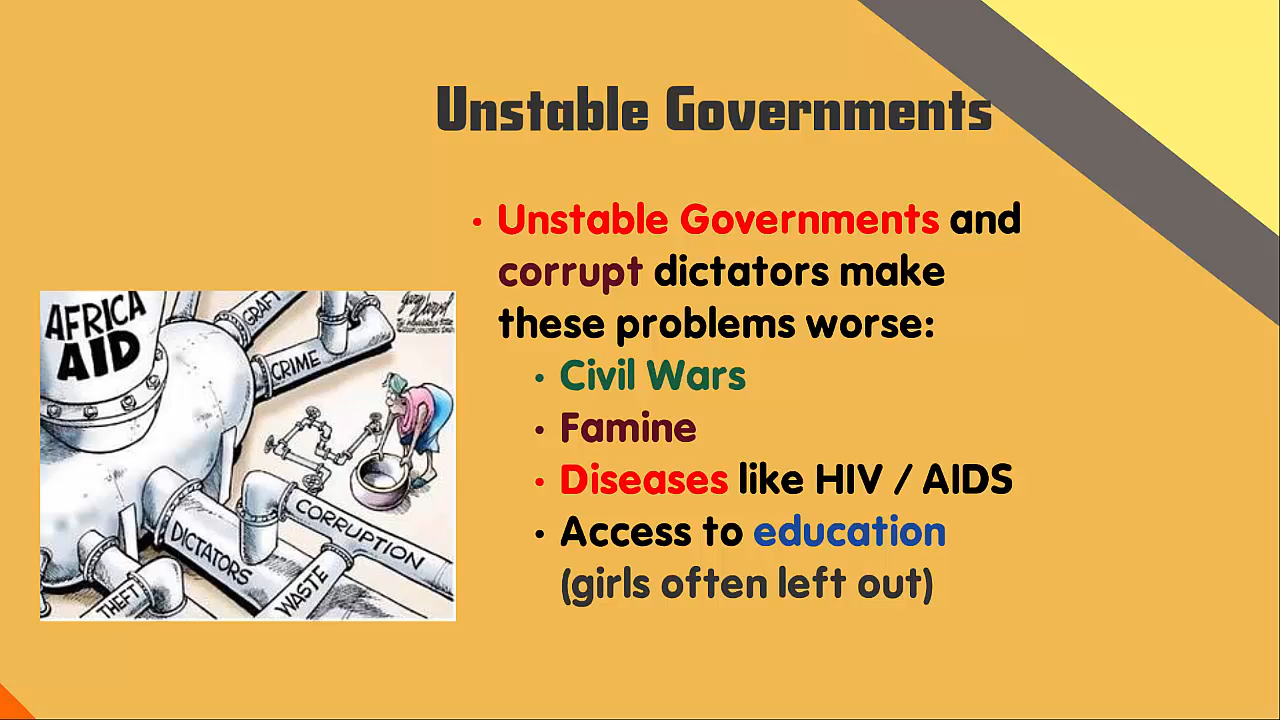 Unstable Governments
• Unstable Governments and
corrupt dictators make
these problems worse:
• Civil Wars
• Famine
• Diseases like HIV / AIDS
• Access to education
(girls often left out)
AFRICA
AID
GRAFT
CRIME
CORRUPTION
DICTATORS
WASTE
THEFT